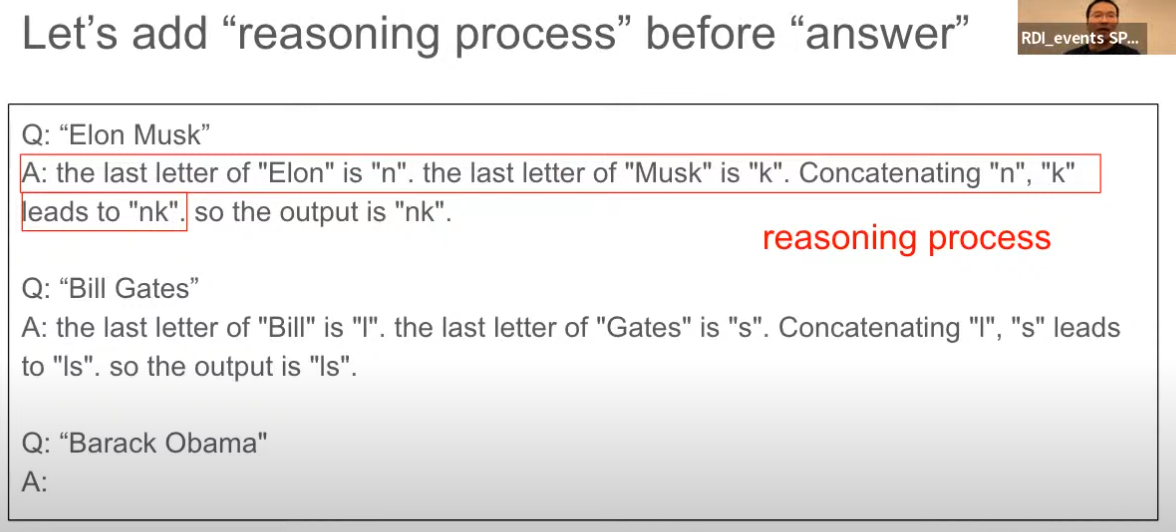 Let's add “reasoning process” before “answer”
RDI_events SP...
Q: “Elon Musk”
A: the last letter of "Elon" is "n". the last letter of "Musk" is "k". Concatenating "n", "k"
leads to "nk". so the output is "nk".
reasoning process
Q: “Bill Gates”
A: the last letter of "Bill" is "l". the last letter of "Gates" is "s". Concatenating "l", "s" leads
to "ls". so the output is "ls".
Q: “Barack Obama"
A: